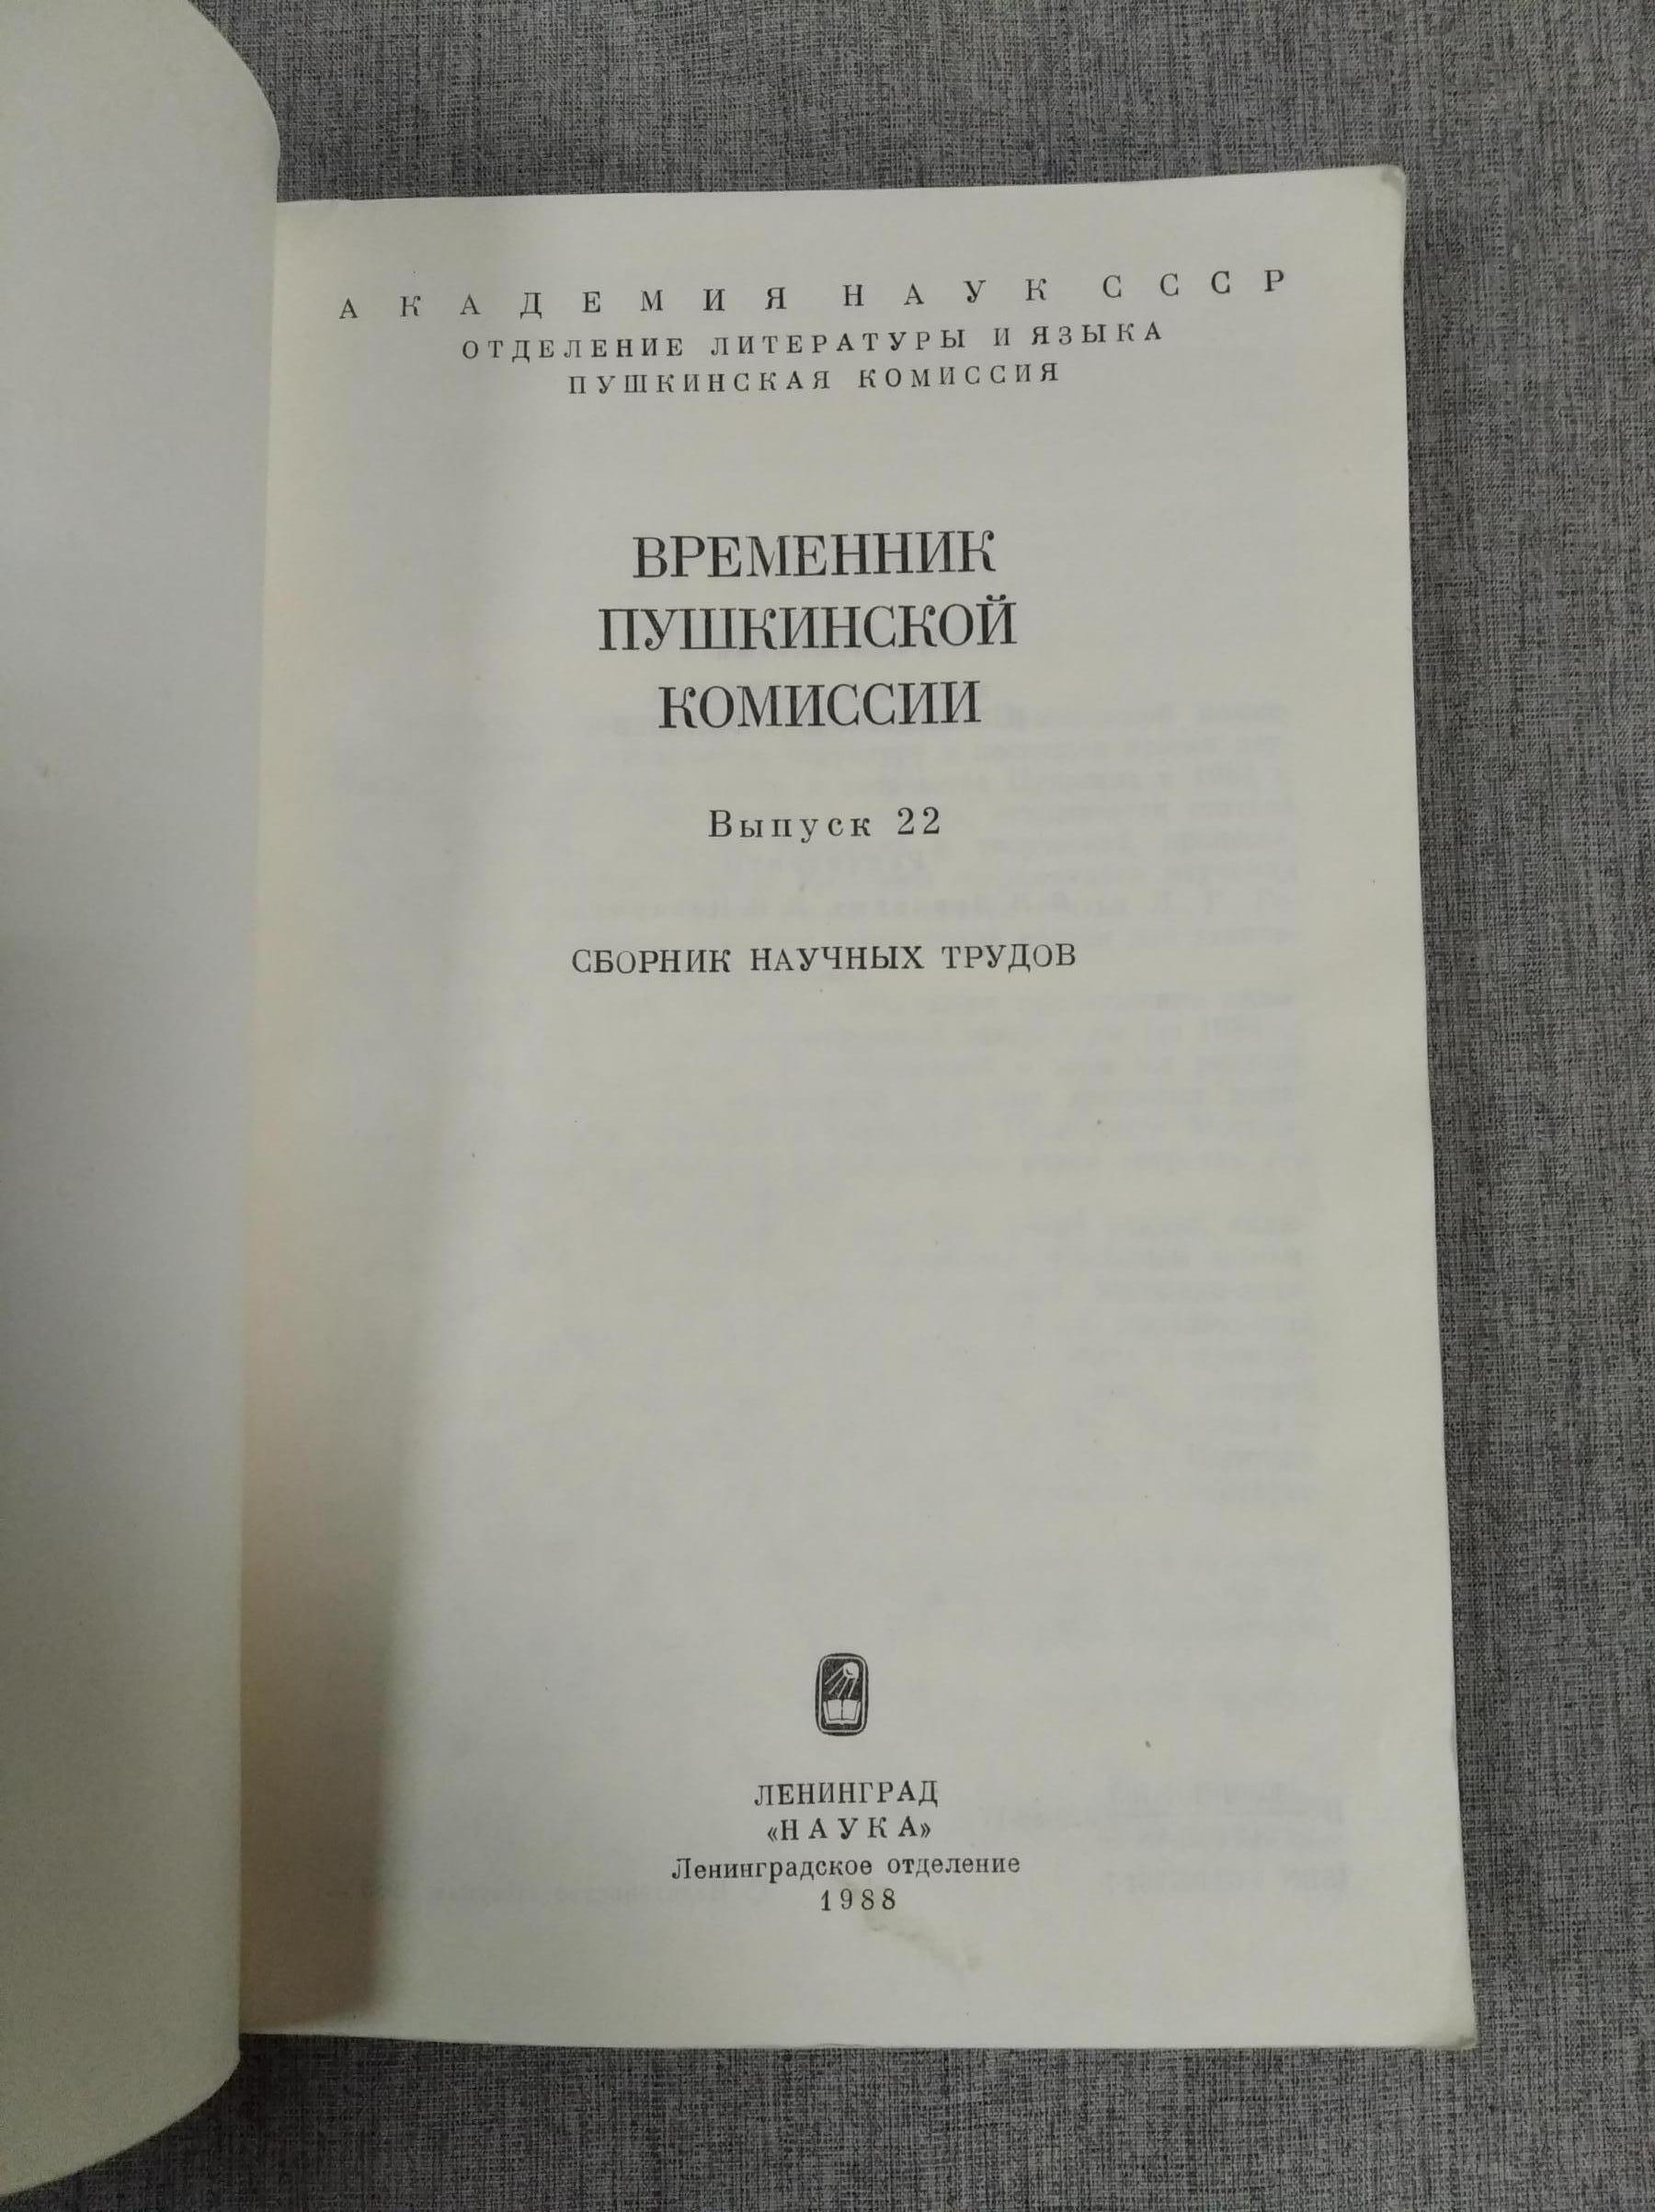 АКАДЕМИЯ НАУК СССР
ОТДЕЛЕНИЕ ЛИТЕРАТУРЫ И ЯЗЫКА
ПУШКИНСКАЯ КОМИССИЯ
ВРЕМЕННИК
ПУШКИНСКОЙ
КОМИССИИ
Выпуск 22
СБОРНИК НАУЧНЫХ ТРУДОВ
ЛЕНИНГРАД
«НАУКА»
Ленинградское отделение
1988